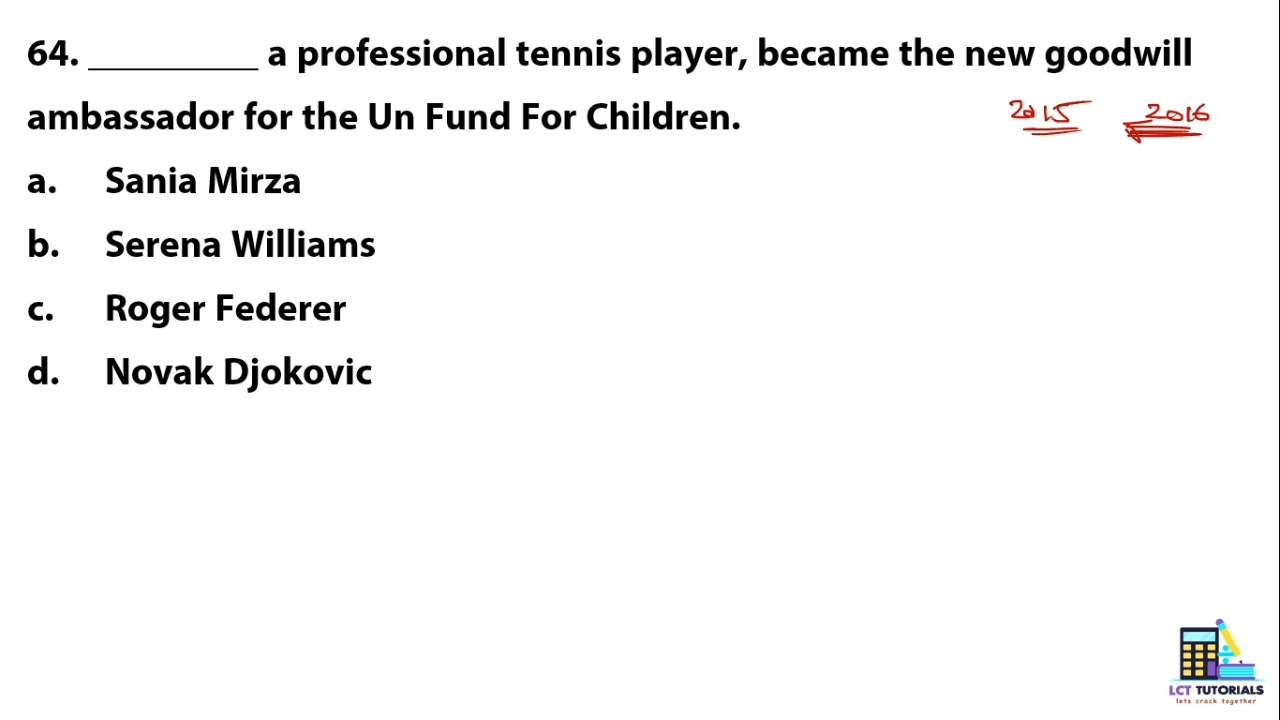 64. _________ a professional tennis player, became the new goodwill
ambassador for the Un Fund For Children.
2015 2016
a. Sania Mirza
b. Serena Williams
c. Roger Federer
d. Novak Djokovic
LCT TUTORIALS
lets crack together